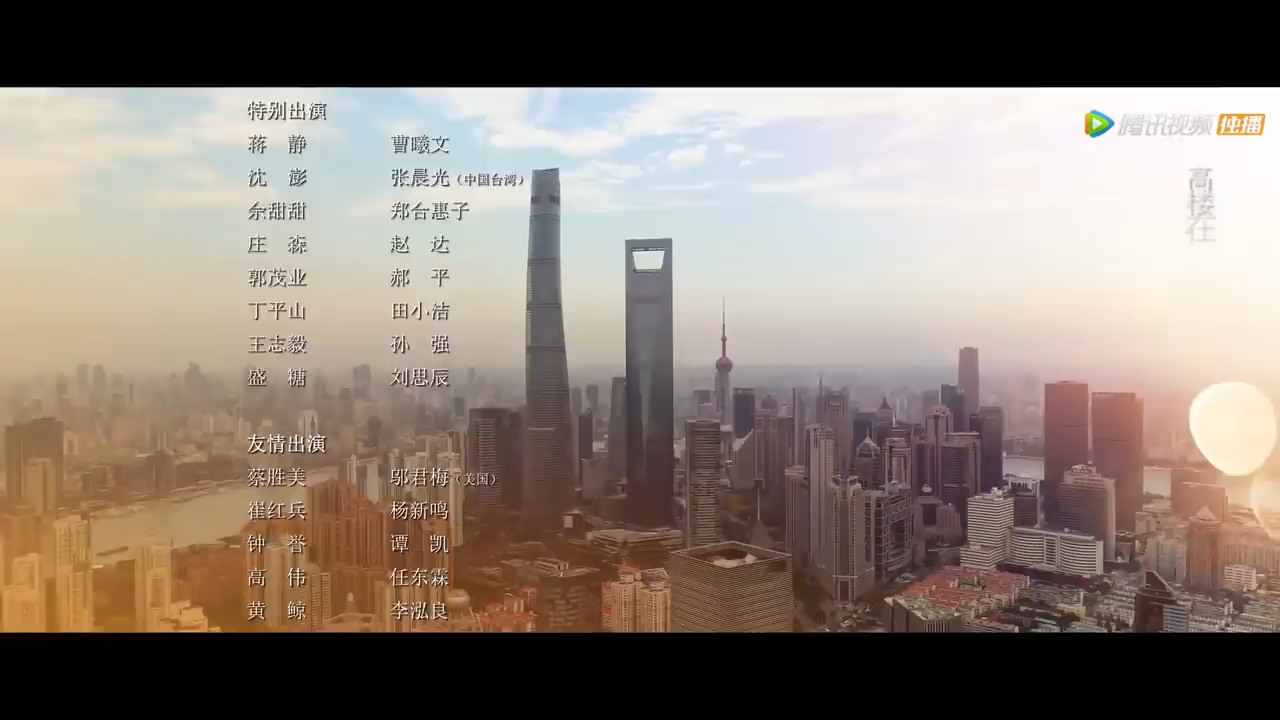 特别出演
蒋　静　曹曦文
沈　澎　张晨光（中国台湾）
余甜甜　郑合惠子
庄　森　赵　达
郭茂业　郝　平
丁平山　田小洁
王志毅　孙　强
盛　糖　刘思辰
友情出演
蔡胜美　邬君梅（美国）
崔红兵　杨新鸣
钟　誉　谭　凯
高　伟　任东霖
黄　鲸　李泓良
腾讯视频 独播
高楼在